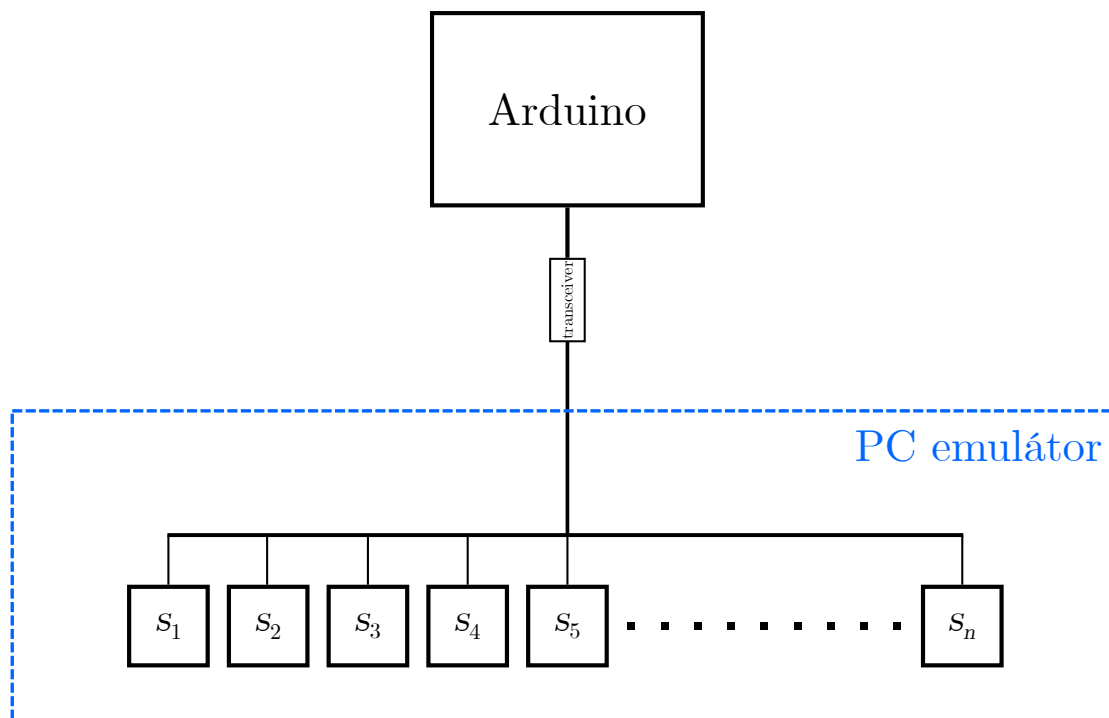 Arduino
transceiver
PC emulátor
s₁ s₂ s₃ s₄ s₅ sₙ